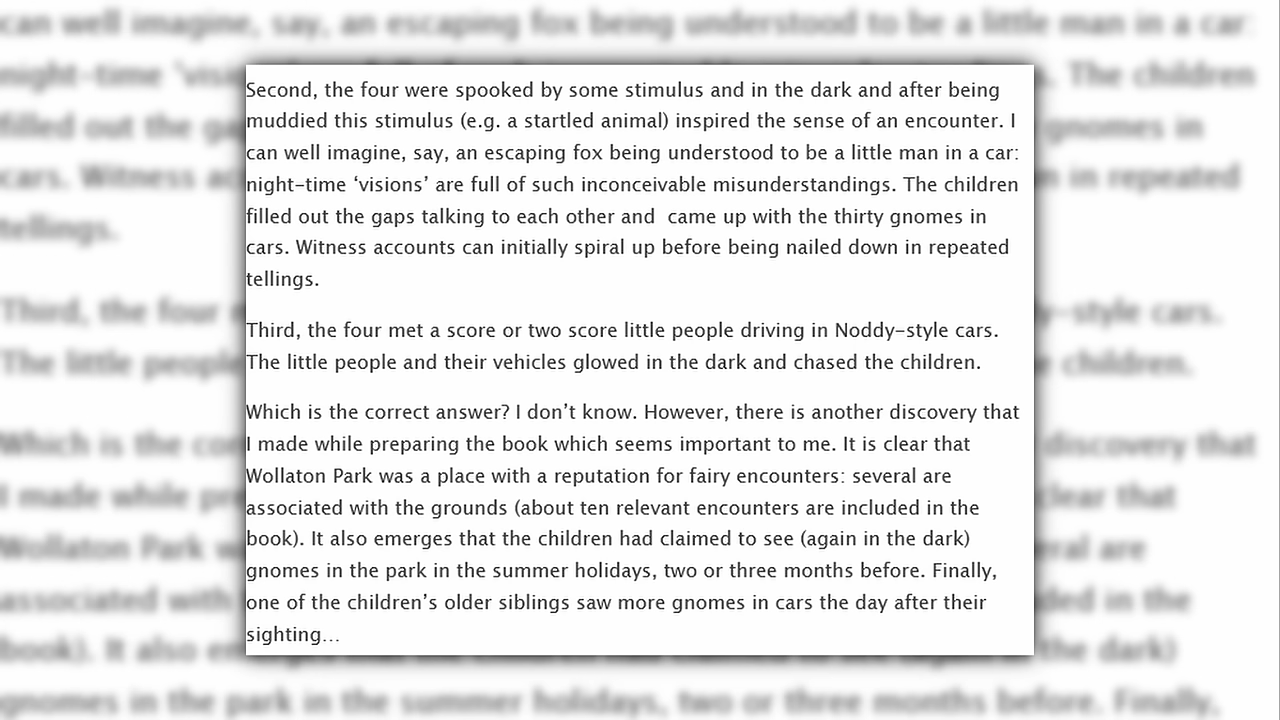 Second, the four were spooked by some stimulus and in the dark and after being
muddied this stimulus (e.g. a startled animal) inspired the sense of an encounter. I
can well imagine, say, an escaping fox being understood to be a little man in a car:
night-time ‘visions’ are full of such inconceivable misunderstandings. The children
filled out the gaps talking to each other and  came up with the thirty gnomes in
cars. Witness accounts can initially spiral up before being nailed down in repeated
tellings.
Third, the four met a score or two score little people driving in Noddy-style cars.
The little people and their vehicles glowed in the dark and chased the children.
Which is the correct answer? I don’t know. However, there is another discovery that
I made while preparing the book which seems important to me. It is clear that
Wollaton Park was a place with a reputation for fairy encounters: several are
associated with the grounds (about ten relevant encounters are included in the
book). It also emerges that the children had claimed to see (again in the dark)
gnomes in the park in the summer holidays, two or three months before. Finally,
one of the children’s older siblings saw more gnomes in cars the day after their
sighting…